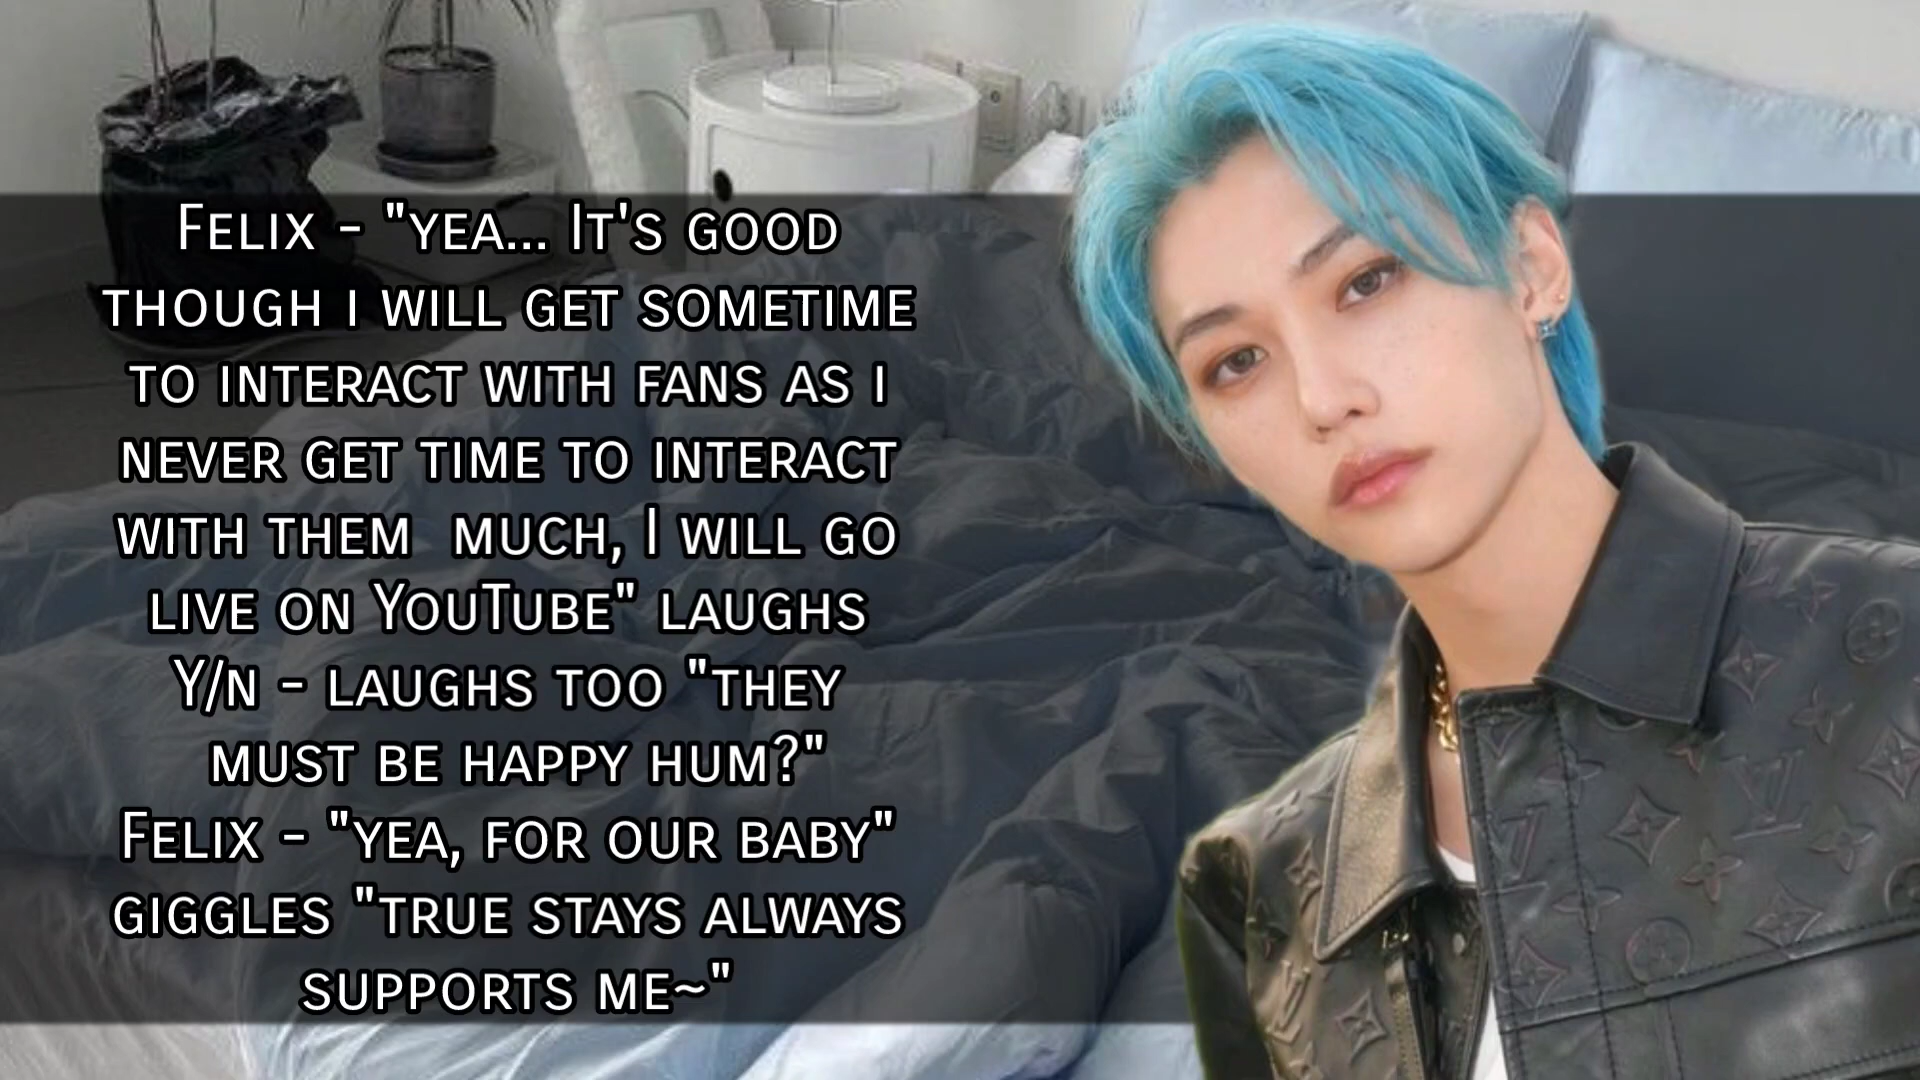 Felix - "yea... It's good
though i will get sometime
to interact with fans as i
never get time to interact
with them  much, I will go
live on YouTube" laughs
Y/n - laughs too "they
must be happy hum?"
Felix - "yea, for our baby"
giggles "true stays always
supports me~"